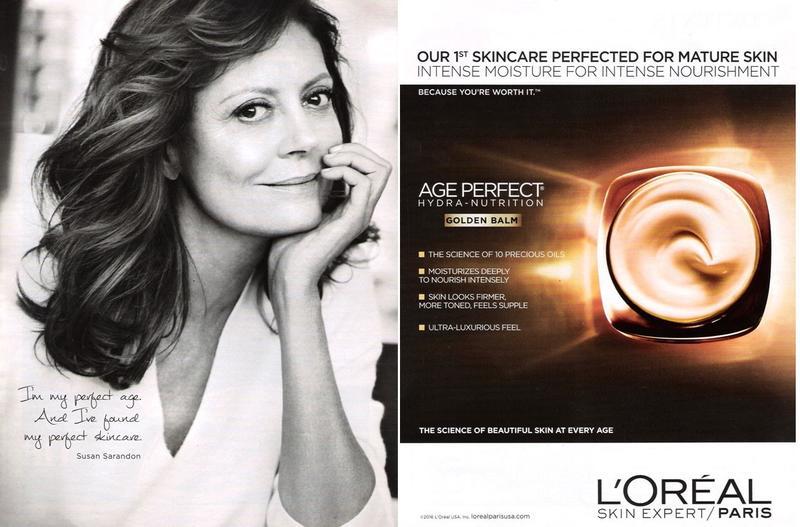 I'm my perfect age.
And I've found
my perfect skincare.
Susan Sarandon
OUR 1ST SKINCARE PERFECTED FOR MATURE SKIN
INTENSE MOISTURE FOR INTENSE NOURISHMENT
BECAUSE YOU'RE WORTH IT.™
AGE PERFECT®
HYDRA-NUTRITION
GOLDEN BALM
THE SCIENCE OF 10 PRECIOUS OILS
MOISTURIZES DEEPLY
TO NOURISH INTENSELY
SKIN LOOKS FIRMER,
MORE TONED, FEELS SUPPLE
ULTRA-LUXURIOUS FEEL
THE SCIENCE OF BEAUTIFUL SKIN AT EVERY AGE
L'ORÉAL
SKIN EXPERT/PARIS
©2016 L'Oréal USA, Inc. lorealparisusa.com